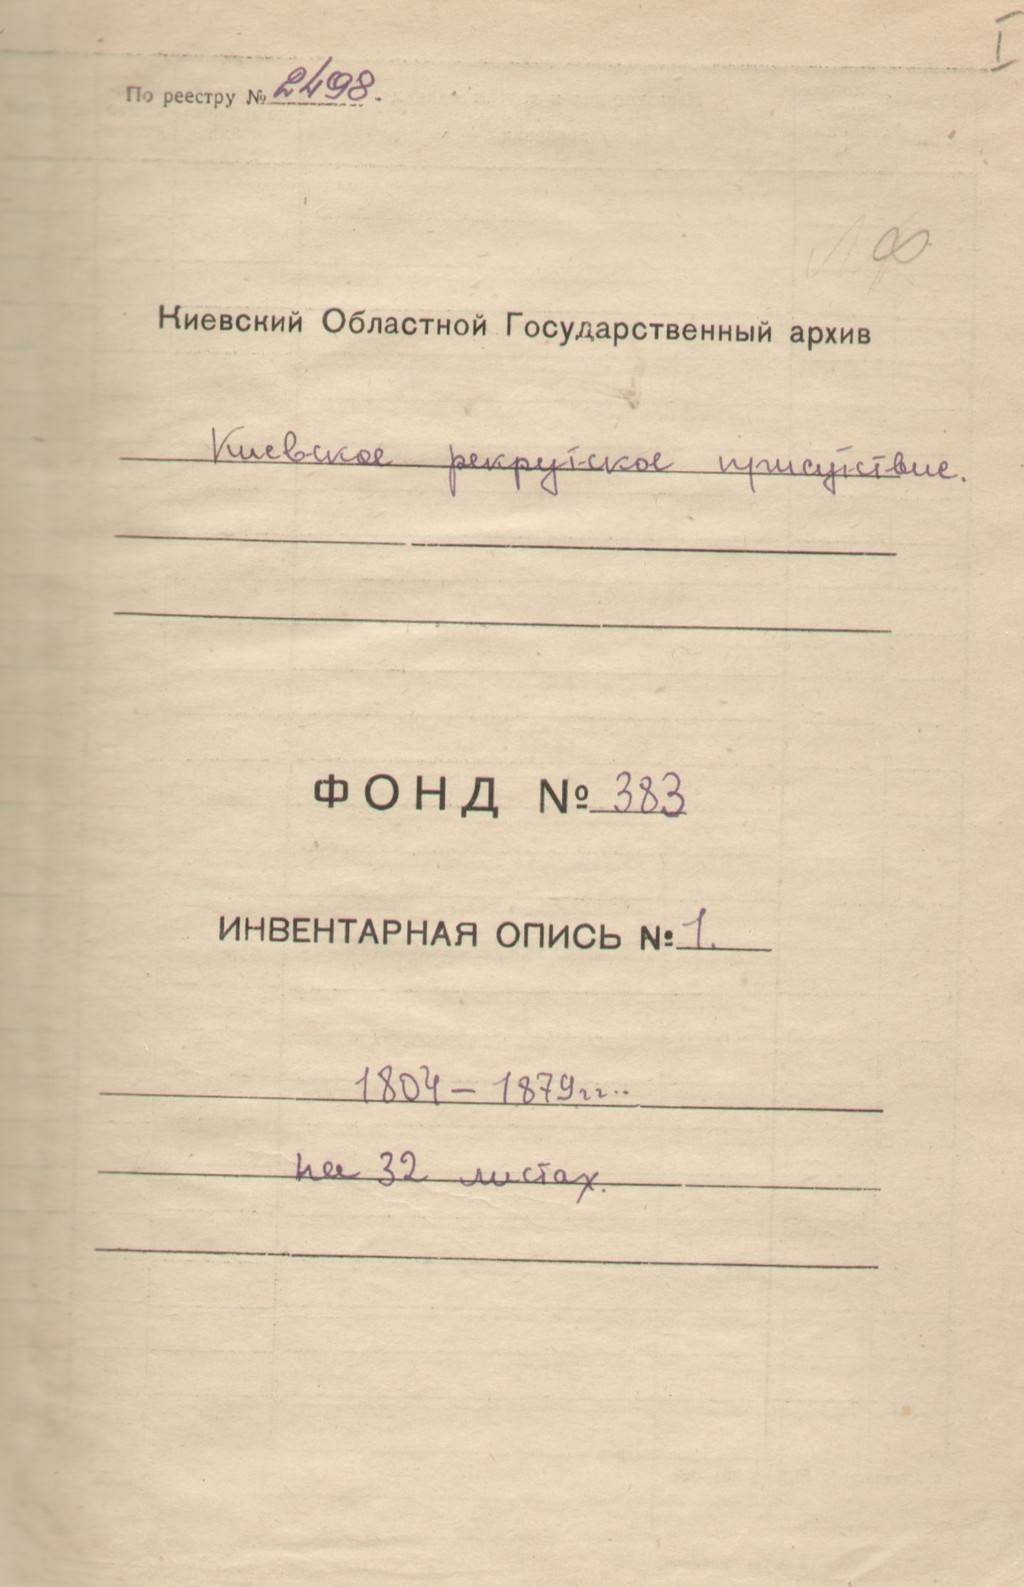 I
По реестру № 2498.
Киевский Областной Государственный архив
Киевское рекрутское присутствие.
ФОНД № 383
ИНВЕНТАРНАЯ ОПИСЬ № 1.
1804 – 1879 гг..
на 32 листах.